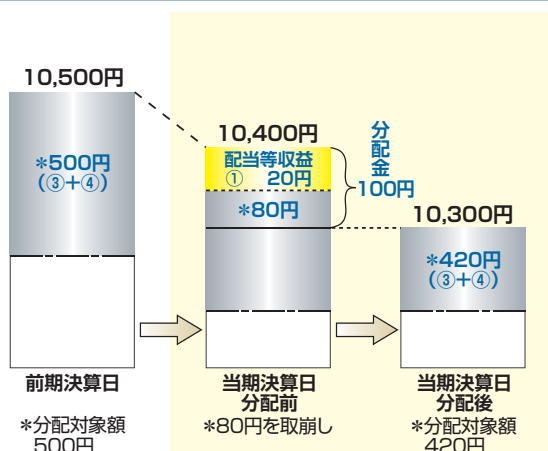 10,500円
*500円
(③+④)
前期決算日
*分配対象額
500円
10,400円
配当等収益
① 20円
*80円
分配金
100円
当期決算日
分配前
*80円を取崩し
10,300円
*420円
(③+④)
当期決算日
分配後
*分配対象額
420円